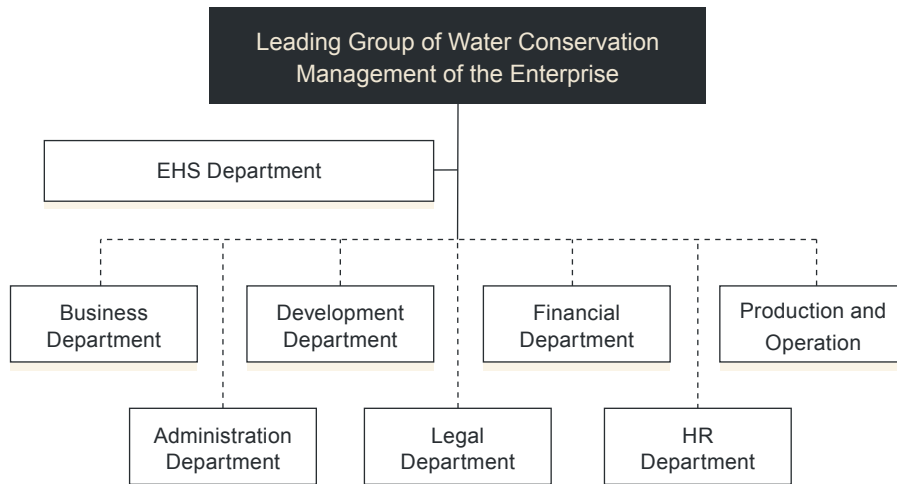 Leading Group of Water Conservation
Management of the Enterprise
EHS Department
Business
Department
Development
Department
Financial
Department
Production and
Operation
Administration
Department
Legal
Department
HR
Department